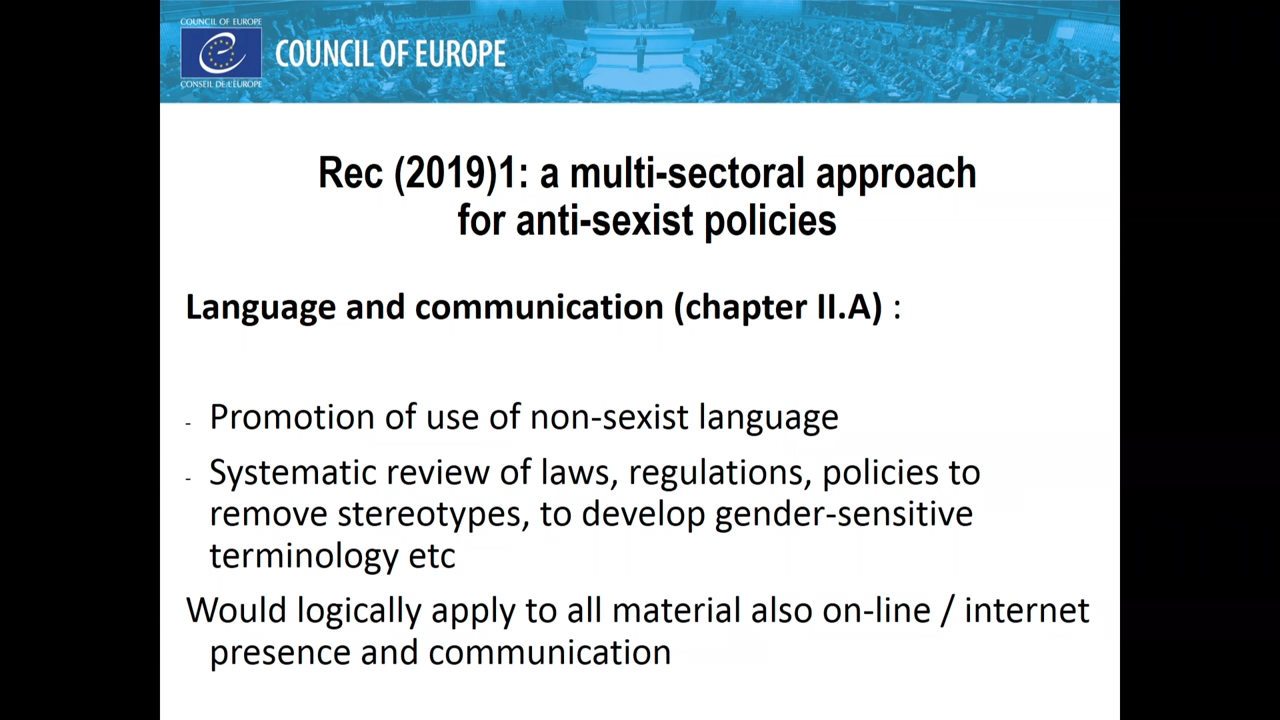 COUNCIL OF EUROPE
COUNCIL OF EUROPE
CONSEIL DE L'EUROPE
Rec (2019)1: a multi-sectoral approach
for anti-sexist policies
Language and communication (chapter II.A) :
- Promotion of use of non-sexist language
- Systematic review of laws, regulations, policies to
remove stereotypes, to develop gender-sensitive
terminology etc
Would logically apply to all material also on-line / internet
presence and communication